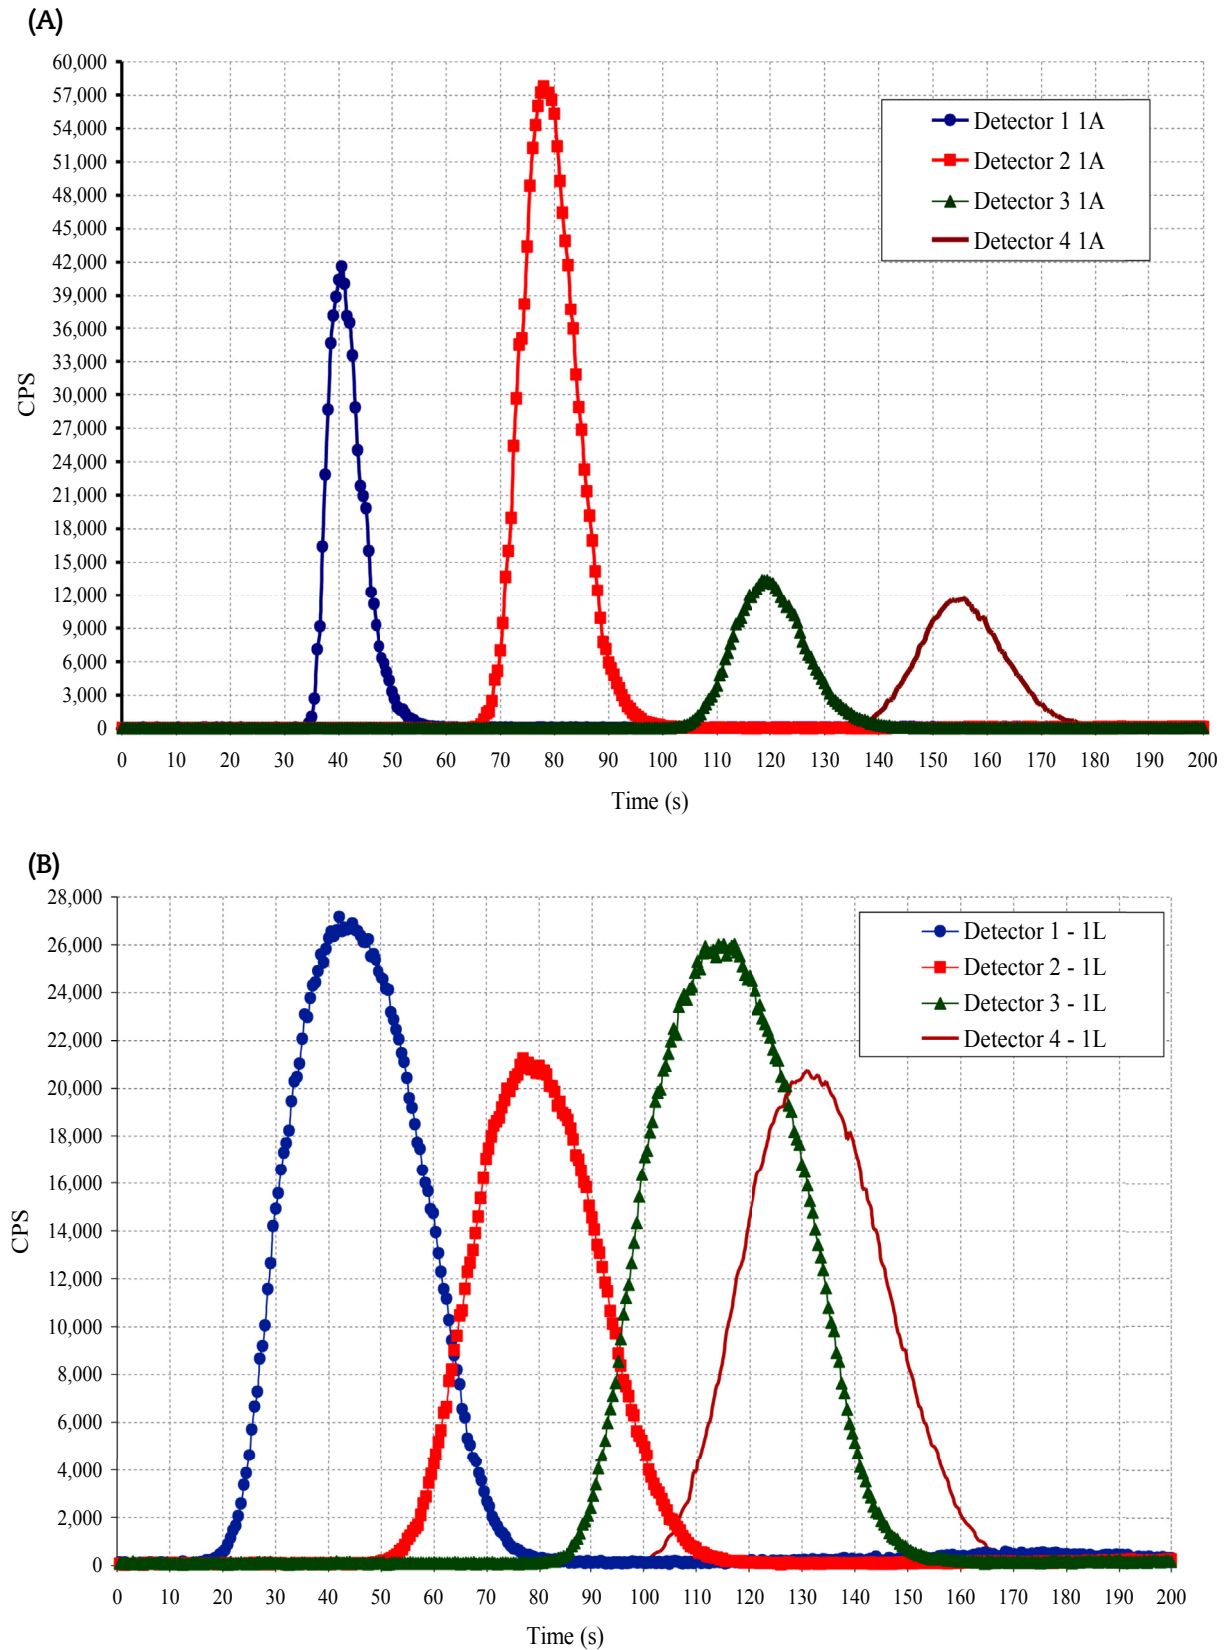 (A)
60,000
57,000
54,000
51,000
48,000
45,000
42,000
39,000
36,000
33,000
30,000
27,000
24,000
21,000
18,000
15,000
12,000
9,000
6,000
3,000
0
CPS
Detector 1 1A
Detector 2 1A
Detector 3 1A
Detector 4 1A
0 10 20 30 40 50 60 70 80 90 100 110 120 130 140 150 160 170 180 190 200
Time (s)
(B)
28,000
26,000
24,000
22,000
20,000
18,000
16,000
14,000
12,000
10,000
8,000
6,000
4,000
2,000
0
CPS
Detector 1 - 1L
Detector 2 - 1L
Detector 3 - 1L
Detector 4 - 1L
0 10 20 30 40 50 60 70 80 90 100 110 120 130 140 150 160 170 180 190 200
Time (s)